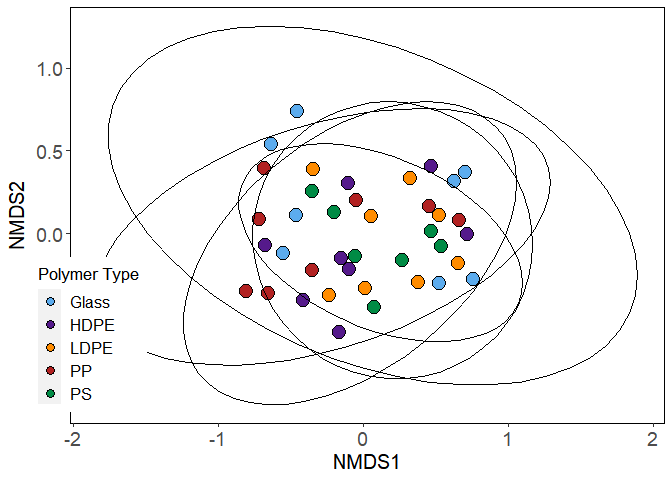 1.0
0.5
0.0
NMDS2
Polymer Type
Glass
HDPE
LDPE
PP
PS
-2 -1 0 1 2
NMDS1